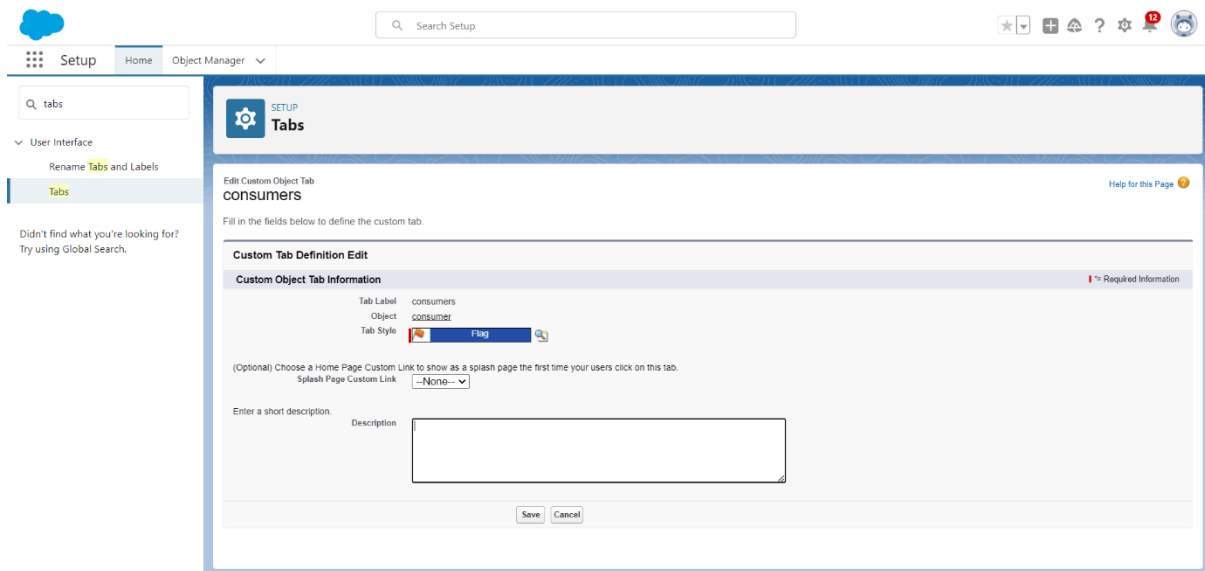 Search Setup
12
Setup
Home
Object Manager
tabs
User Interface
Rename Tabs and Labels
Tabs
Didn't find what you're looking for?
Try using Global Search.
SETUP
Tabs
Edit Custom Object Tab
consumers
Help for this Page
Fill in the fields below to define the custom tab.
Custom Tab Definition Edit
Custom Object Tab Information
= Required Information
Tab Label consumers
Object consumer
Tab Style Flag
(Optional) Choose a Home Page Custom Link to show as a splash page the first time your users click on this tab.
Splash Page Custom Link --None--
Enter a short description.
Description
Save Cancel